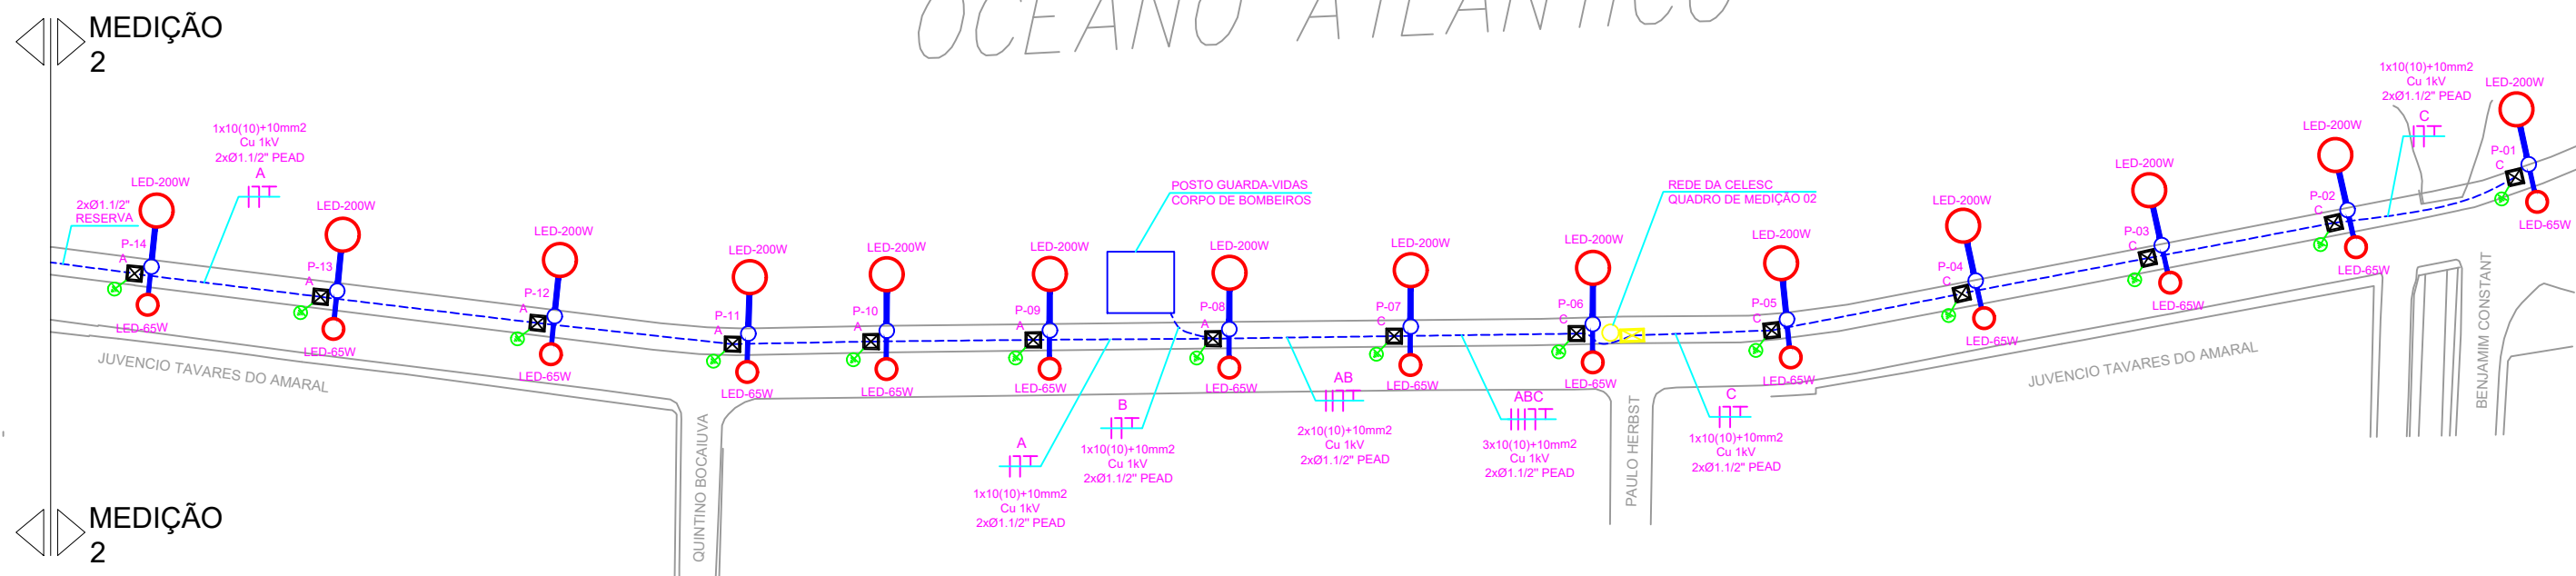 OCEANO ATLÂNTICO
MEDIÇÃO
2
1x10(10)+10mm2
Cu 1kV
2xØ1.1/2" PEAD
A
2xØ1.1/2"
RESERVA
LED-200W
P-14
A
LED-65W
LED-200W
P-13
A
LED-65W
LED-200W
P-12
A
LED-65W
LED-200W
P-11
A
LED-65W
LED-200W
P-10
A
LED-65W
LED-200W
P-09
A
LED-65W
POSTO GUARDA-VIDAS
CORPO DE BOMBEIROS
LED-200W
P-08
A
LED-65W
LED-200W
P-07
C
LED-65W
LED-200W
P-06
C
LED-65W
REDE DA CELESC
QUADRO DE MEDIÇÃO 02
LED-200W
P-05
C
LED-65W
LED-200W
P-04
C
LED-65W
LED-200W
P-03
C
LED-65W
LED-200W
P-02
C
LED-65W
1x10(10)+10mm2
Cu 1kV
2xØ1.1/2" PEAD
C
LED-200W
P-01
C
LED-65W
JUVENCIO TAVARES DO AMARAL
QUINTINO BOCAIUVA
A
1x10(10)+10mm2
Cu 1kV
2xØ1.1/2" PEAD
B
1x10(10)+10mm2
Cu 1kV
2xØ1.1/2" PEAD
AB
2x10(10)+10mm2
Cu 1kV
2xØ1.1/2" PEAD
ABC
3x10(10)+10mm2
Cu 1kV
2xØ1.1/2" PEAD
PAULO HERBST
C
1x10(10)+10mm2
Cu 1kV
2xØ1.1/2" PEAD
JUVENCIO TAVARES DO AMARAL
BENJAMIM CONSTANT
MEDIÇÃO
2